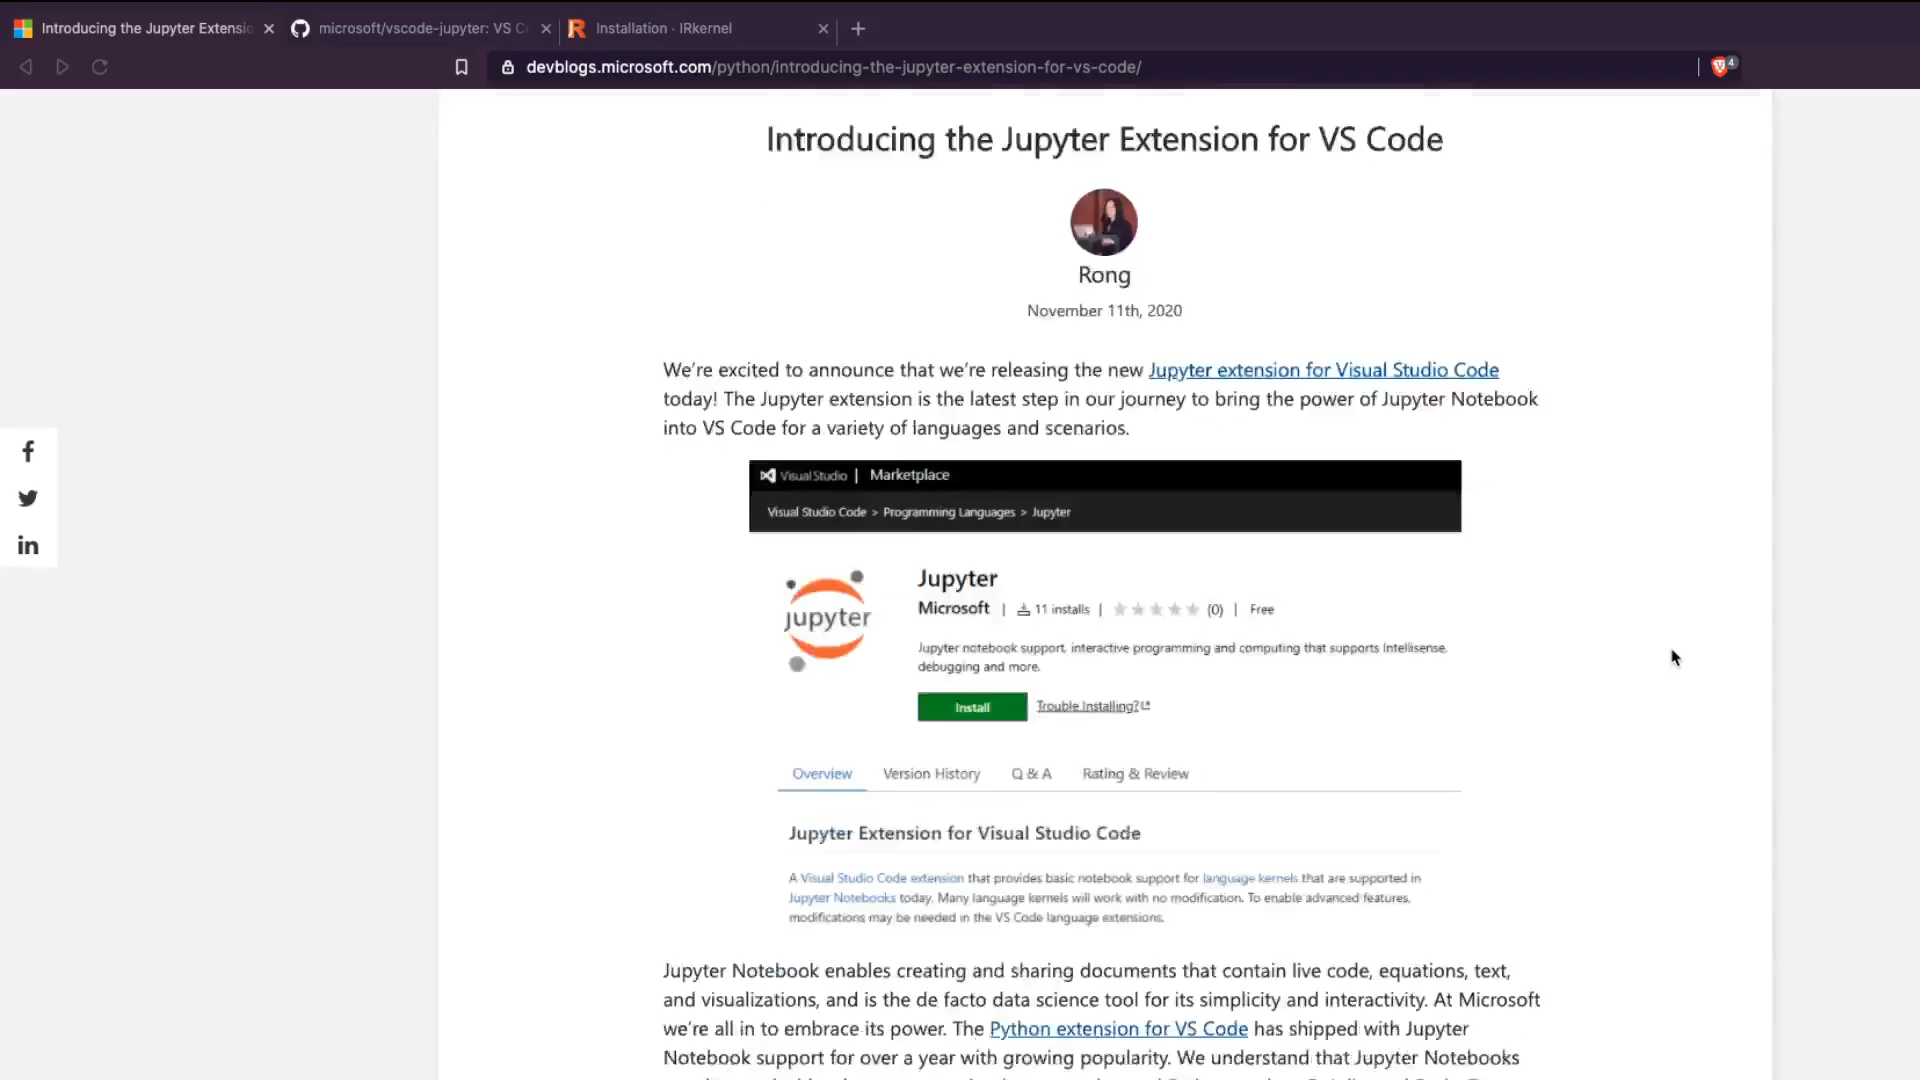 Introducing the Jupyter Extensio
microsoft/vscode-jupyter: VS C
Installation · IRkernel
devblogs.microsoft.com/python/introducing-the-jupyter-extension-for-vs-code/
4
Introducing the Jupyter Extension for VS Code
Rong
November 11th, 2020
We’re excited to announce that we’re releasing the new Jupyter extension for Visual Studio Code
today! The Jupyter extension is the latest step in our journey to bring the power of Jupyter Notebook
into VS Code for a variety of languages and scenarios.
Visual Studio | Marketplace
Visual Studio Code > Programming Languages > Jupyter
jupyter
Jupyter
Microsoft | 11 installs | (0) | Free
Jupyter notebook support, interactive programming and computing that supports Intellisense,
debugging and more.
Install Trouble Installing?
Overview Version History Q & A Rating & Review
Jupyter Extension for Visual Studio Code
A Visual Studio Code extension that provides basic notebook support for language kernels that are supported in
Jupyter Notebooks today. Many language kernels will work with no modification. To enable advanced features,
modifications may be needed in the VS Code language extensions.
Jupyter Notebook enables creating and sharing documents that contain live code, equations, text,
and visualizations, and is the de facto data science tool for its simplicity and interactivity. At Microsoft
we’re all in to embrace its power. The Python extension for VS Code has shipped with Jupyter
Notebook support for over a year with growing popularity. We understand that Jupyter Notebooks